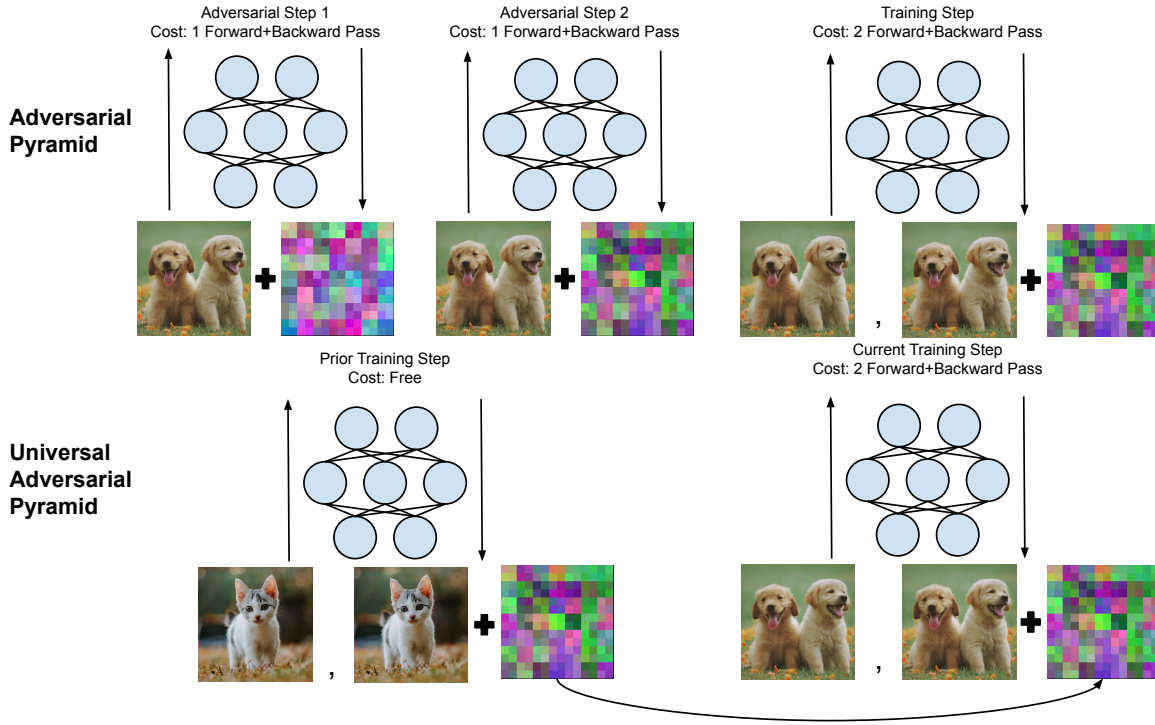 Adversarial Step 1
Cost: 1 Forward+Backward Pass
Adversarial Step 2
Cost: 1 Forward+Backward Pass
Training Step
Cost: 2 Forward+Backward Pass
Adversarial
Pyramid
,
Prior Training Step
Cost: Free
Current Training Step
Cost: 2 Forward+Backward Pass
Universal
Adversarial
Pyramid
,
,